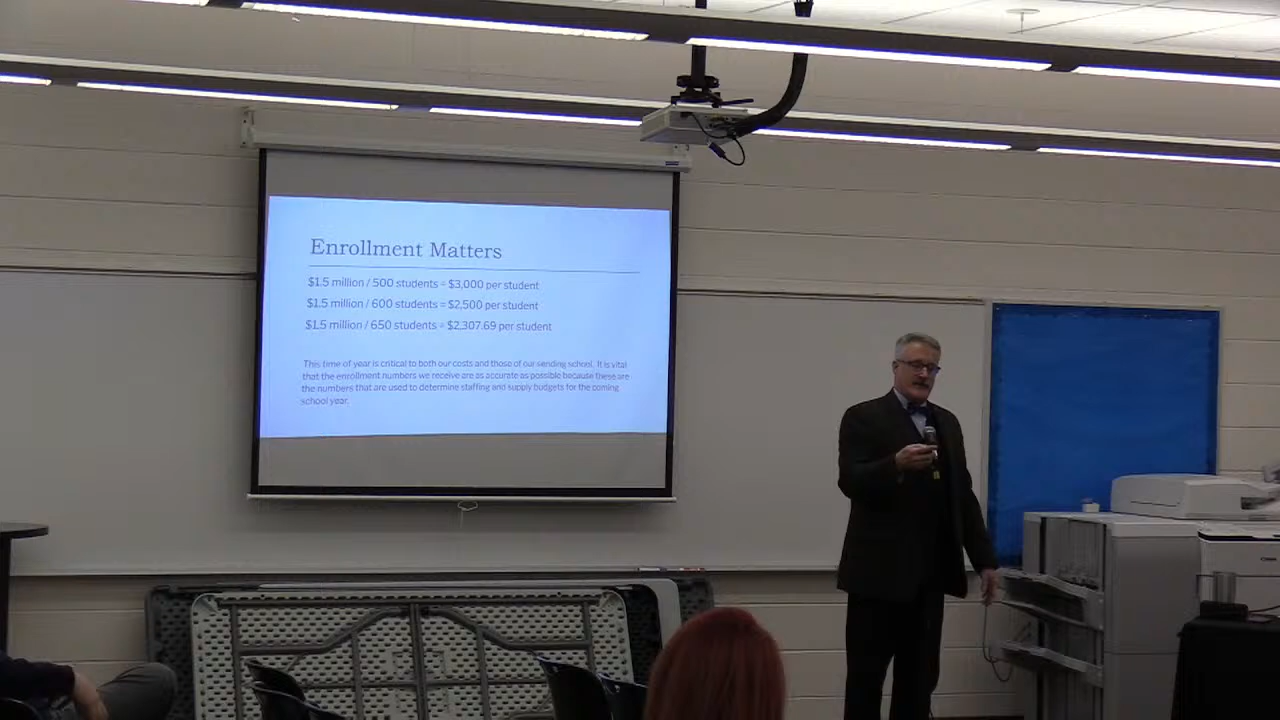 Enrollment Matters
$1.5 million / 500 students = $3,000 per student
$1.5 million / 600 students = $2,500 per student
$1.5 million / 650 students = $2,307.69 per student
This time of year is critical to both our costs and those of our sending school. It is vital
that the enrollment numbers we receive are as accurate as possible because these are
the numbers that are used to determine staffing and supply budgets for the coming
school year.
Canon